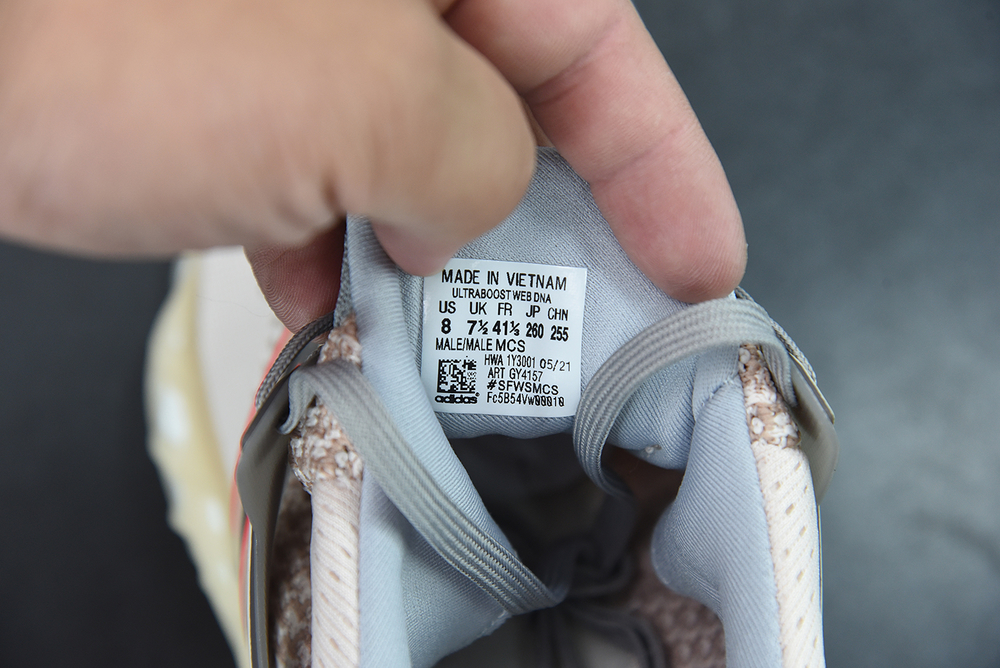 MADE IN VIETNAM
ULTRABOOST WEB DNA
US UK FR JP CHN
8 7½ 41⅓ 260 255
MALE/MALE MCS
HWA 1Y3001 05/21
ART GY4157
#SFWSMCS
adidas Fc5B54Vw00010